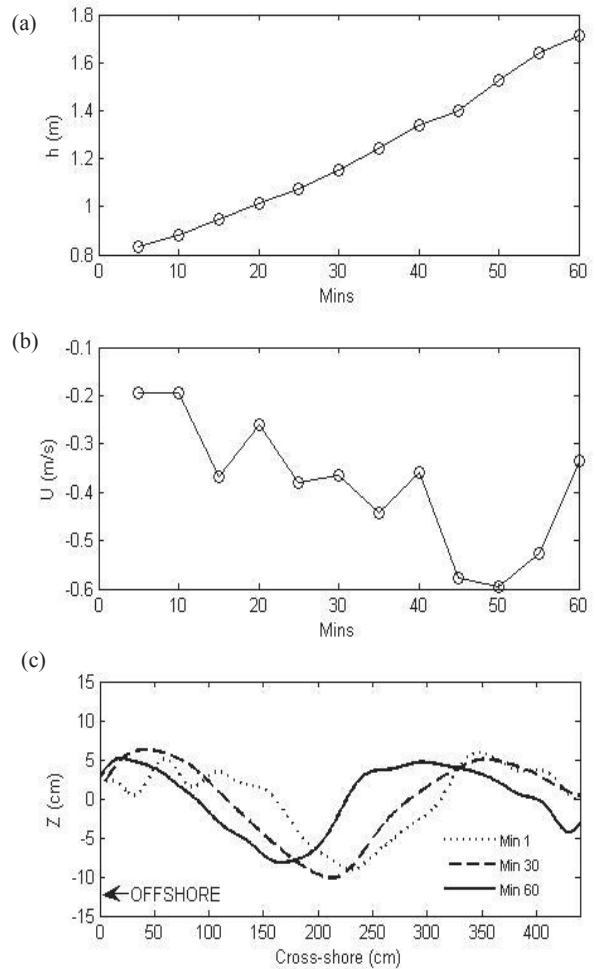 (a)
1.8
1.6
1.4
1.2
1
0.8
h (m)
0 10 20 30 40 50 60
Mins
(b)
-0.1
-0.2
-0.3
-0.4
-0.5
-0.6
U (m/s)
0 10 20 30 40 50 60
Mins
(c)
15
10
5
0
-5
-10
-15
Z (cm)
Min 1
Min 30
Min 60
OFFSHORE
0 50 100 150 200 250 300 350 400
Cross-shore (cm)